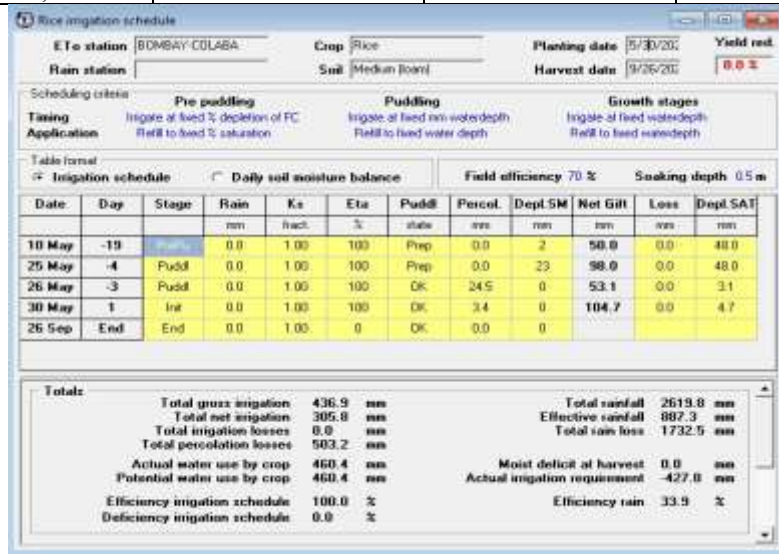 Rice irrigation schedule
ETo station BOMBAY-COLABA Crop Rice Planting date 5/30/202 Yield red.
Rain station Soil Medium (loam) Harvest date 9/26/202 0.0 %
Scheduling criteria
Pre puddling Puddling Growth stages
Timing Irrigate at fixed % depletion of FC Irrigate at fixed mm waterdepth Irrigate at fixed waterdepth
Application Refill to fixed % saturation Refill to fixed water depth Refill to fixed waterdepth
Table format
Irrigation schedule Daily soil moisture balance Field efficiency 70 % Soaking depth 0.5 m
Date Day Stage Rain Ks Eta Puddl Percol. Depl.SM Net Gift Loss Depl.SAT
mm fract. % state mm mm mm mm mm
10 May -19 0.0 1.00 100 Prep 0.0 2 50.0 0.0 48.0
25 May -4 Puddl 0.0 1.00 100 Prep 0.0 23 98.0 0.0 48.0
26 May -3 Puddl 0.0 1.00 100 OK 24.5 0 53.1 0.0 3.1
30 May 1 Init 0.0 1.00 100 OK 3.4 0 104.7 0.0 4.7
26 Sep End End 0.0 1.00 0 OK 0.0 0
Totals
Total gross irrigation 436.9 mm Total rainfall 2619.8 mm
Total net irrigation 305.8 mm Effective rainfall 887.3 mm
Total irrigation losses 0.0 mm Total rain loss 1732.5 mm
Total percolation losses 503.2 mm
Actual water use by crop 460.4 mm Moist deficit at harvest 0.0 mm
Potential water use by crop 460.4 mm Actual irrigation requirement -427.0 mm
Efficiency irrigation schedule 100.0 % Efficiency rain 33.9 %
Deficiency irrigation schedule 0.0 %